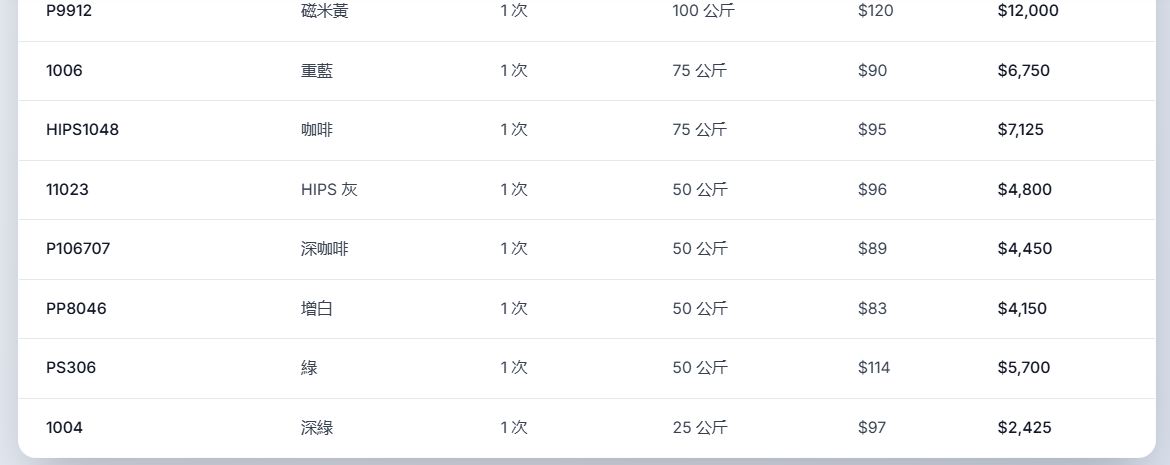 P9912 磁米黃 1 次 100 公斤 $120 $12,000
1006 重藍 1 次 75 公斤 $90 $6,750
HIPS1048 咖啡 1 次 75 公斤 $95 $7,125
11023 HIPS 灰 1 次 50 公斤 $96 $4,800
P106707 深咖啡 1 次 50 公斤 $89 $4,450
PP8046 增白 1 次 50 公斤 $83 $4,150
PS306 綠 1 次 50 公斤 $114 $5,700
1004 深綠 1 次 25 公斤 $97 $2,425